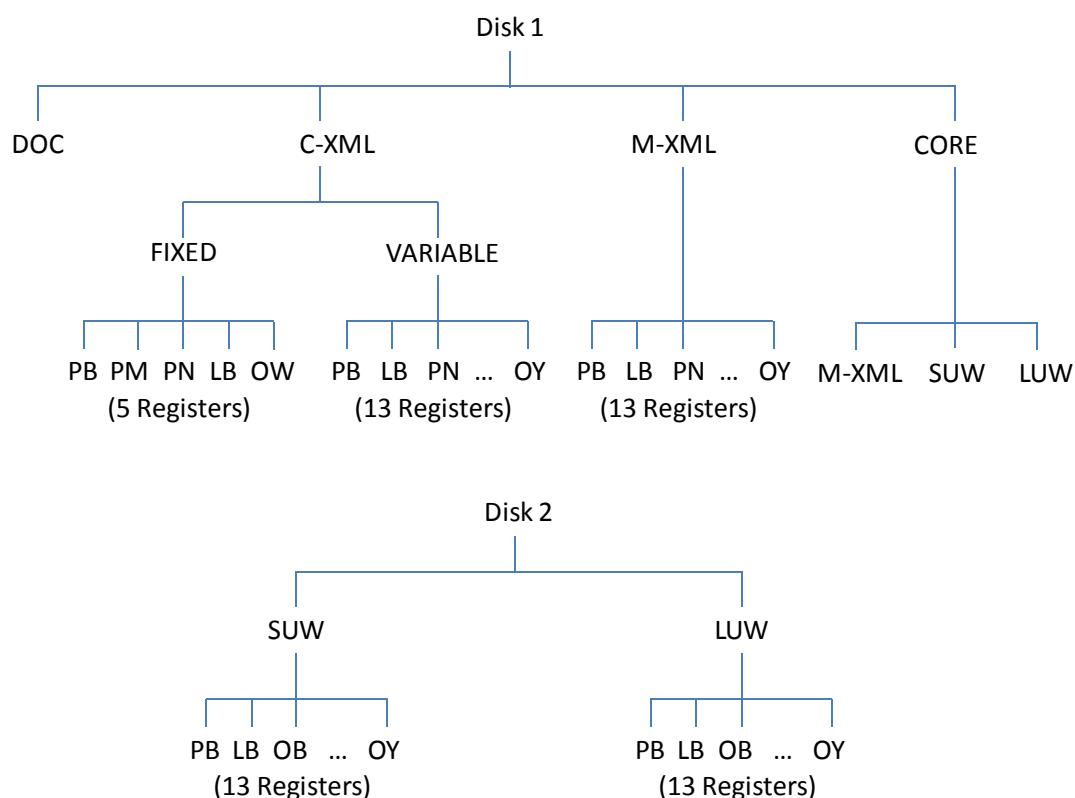 Disk 1
DOC C-XML M-XML CORE
FIXED VARIABLE
PB PM PN LB OW PB LB PN ... OY PB LB PN ... OY M-XML SUW LUW
(5 Registers) (13 Registers) (13 Registers)
Disk 2
SUW LUW
PB LB OB ... OY PB LB OB ... OY
(13 Registers) (13 Registers)